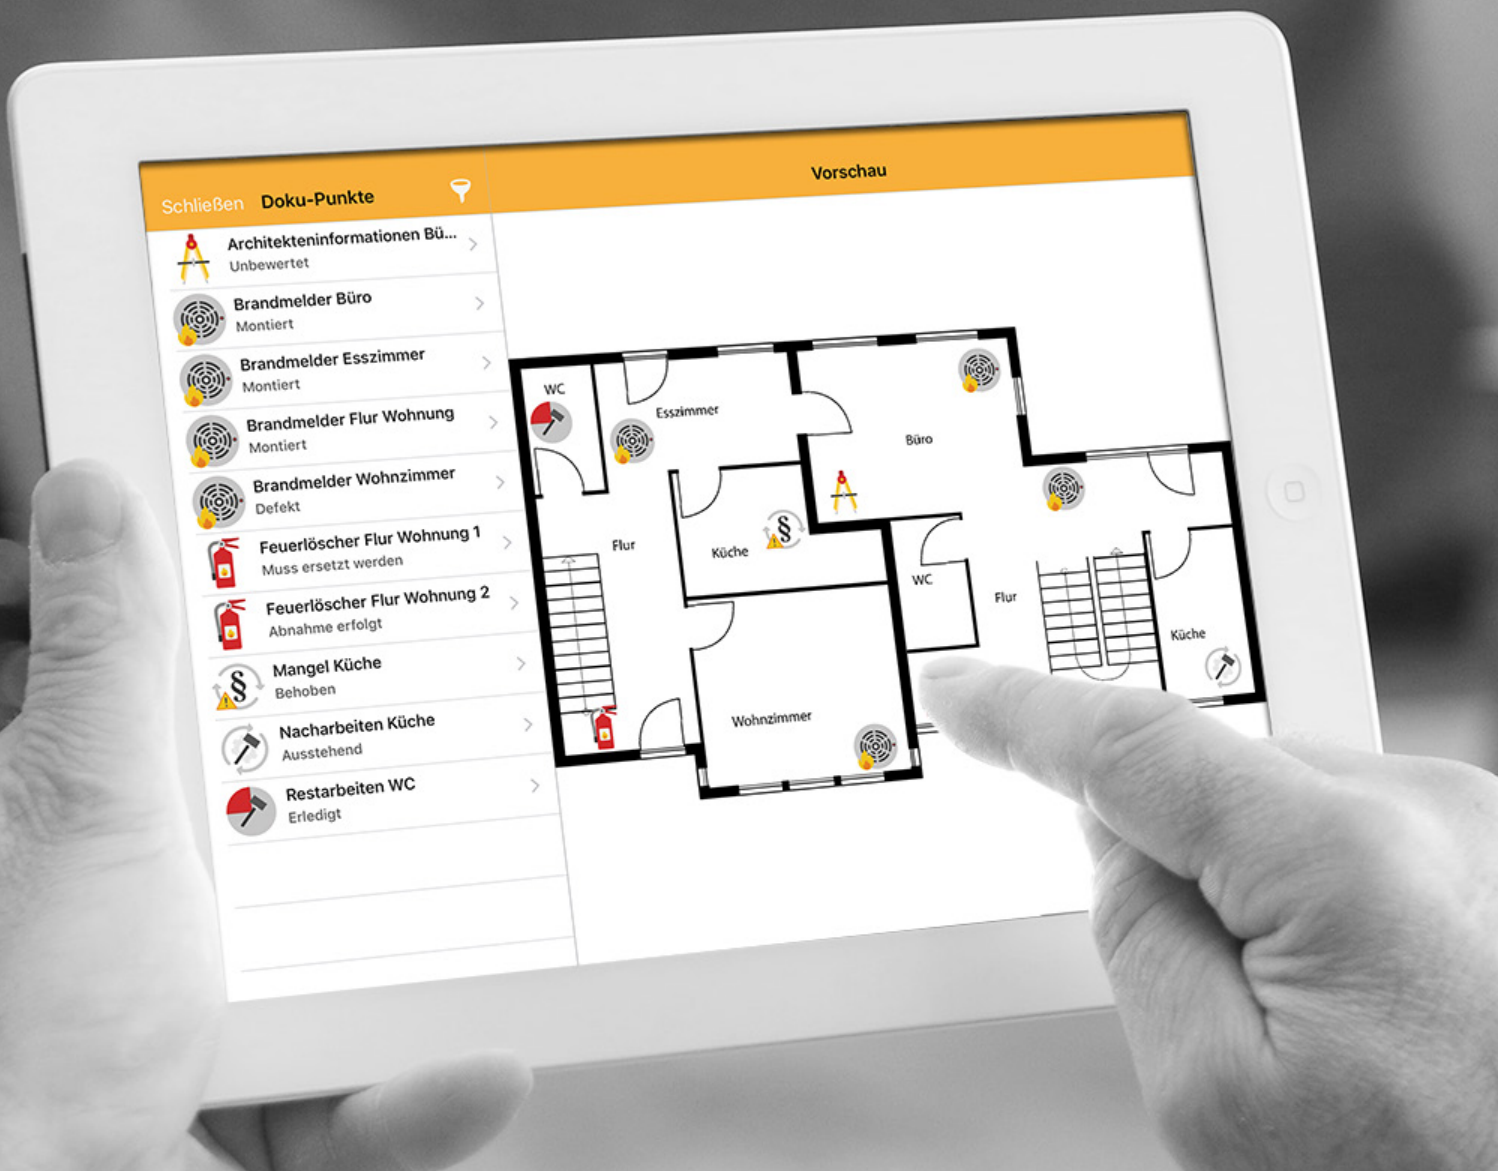 Schließen Doku-Punkte
Vorschau
Architekteninformationen Bü...
Unbewertet
Brandmelder Büro
Montiert
Brandmelder Esszimmer
Montiert
Brandmelder Flur Wohnung
Montiert
Brandmelder Wohnzimmer
Defekt
Feuerlöscher Flur Wohnung 1
Muss ersetzt werden
Feuerlöscher Flur Wohnung 2
Abnahme erfolgt
Mangel Küche
Behoben
Nacharbeiten Küche
Ausstehend
Restarbeiten WC
Erledigt
WC
Esszimmer
Büro
Flur
Küche
§
WC
Flur
Küche
Wohnzimmer
§